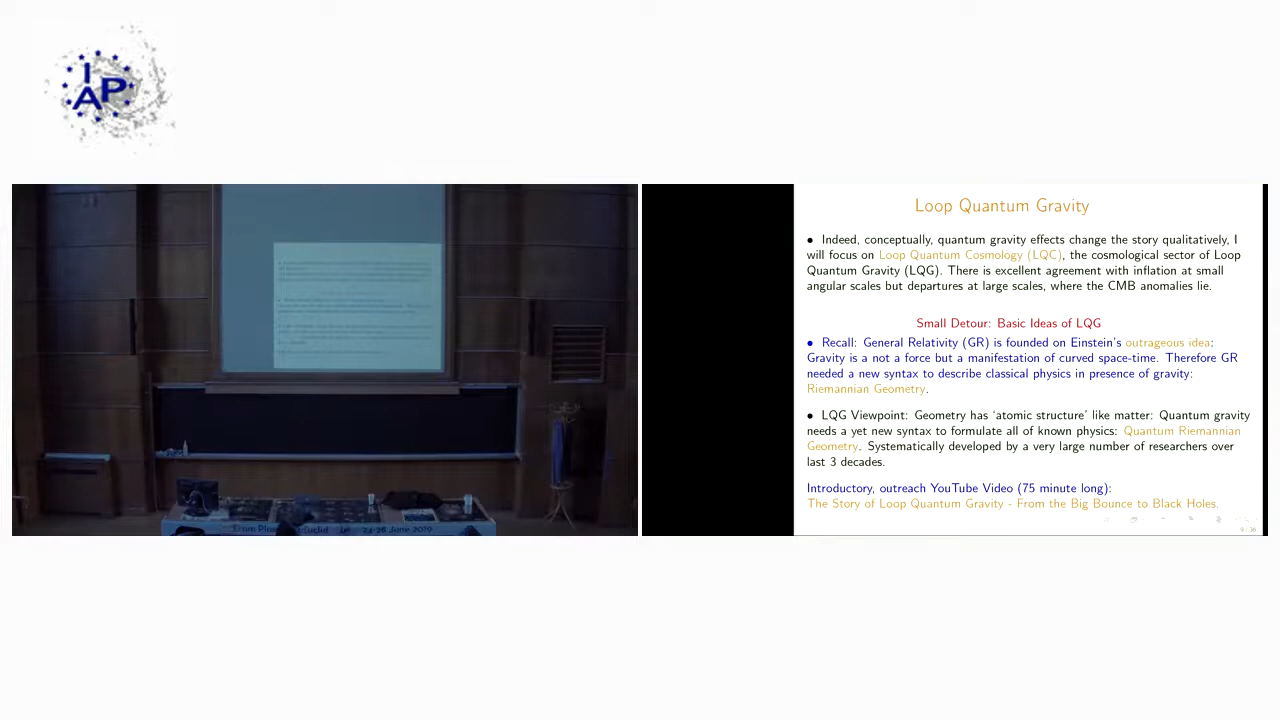 I
A P
Loop Quantum Gravity
• Indeed, conceptually, quantum gravity effects change the story qualitatively, I
will focus on Loop Quantum Cosmology (LQC), the cosmological sector of Loop
Quantum Gravity (LQG). There is excellent agreement with inflation at small
angular scales but departures at large scales, where the CMB anomalies lie.
Small Detour: Basic Ideas of LQG
• Recall: General Relativity (GR) is founded on Einstein's outrageous idea:
Gravity is a not a force but a manifestation of curved space-time. Therefore GR
needed a new syntax to describe classical physics in presence of gravity:
Riemannian Geometry.
• LQG Viewpoint: Geometry has 'atomic structure' like matter: Quantum gravity
needs a yet new syntax to formulate all of known physics: Quantum Riemannian
Geometry. Systematically developed by a very large number of researchers over
last 3 decades.
Introductory, outreach YouTube Video (75 minute long):
The Story of Loop Quantum Gravity - From the Big Bounce to Black Holes.
9 / 36
From 24-28 June 2019